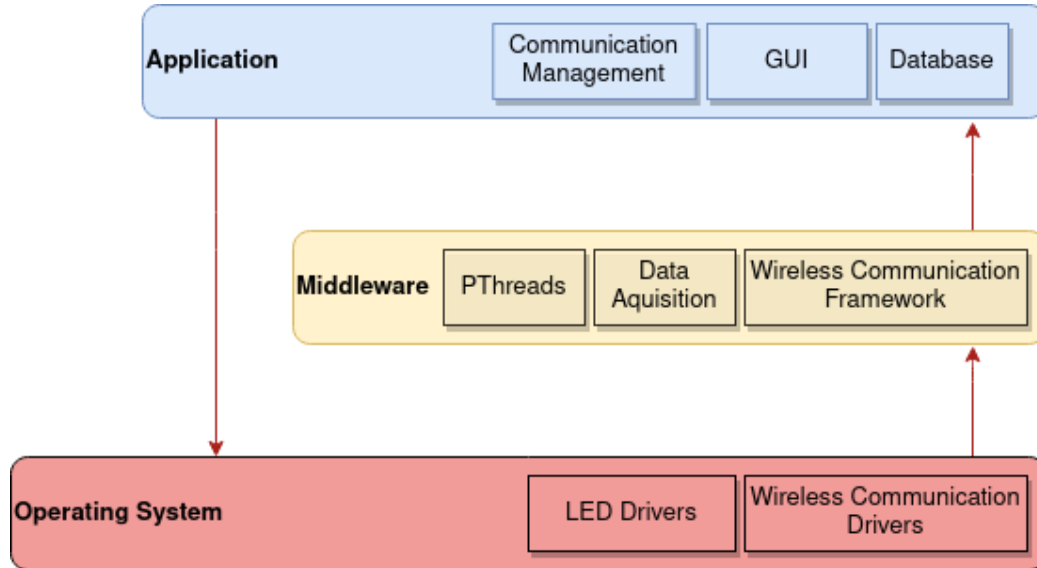 Application
Communication
Management
GUI
Database
Middleware
PThreads
Data
Aquisition
Wireless Communication
Framework
Operating System
LED Drivers
Wireless Communication
Drivers